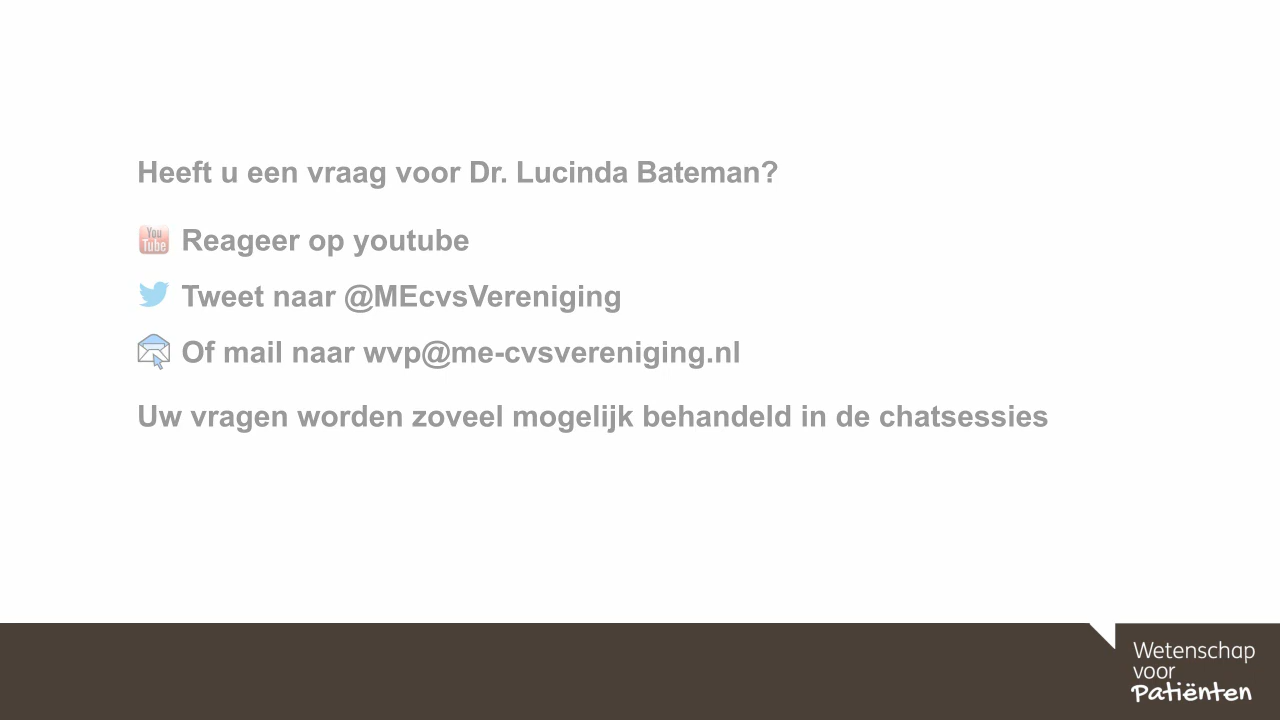 Heeft u een vraag voor Dr. Lucinda Bateman?
You
Tube
Reageer op youtube
Tweet naar @MEcvsVereniging
Of mail naar wvp@me-cvsvereniging.nl
Uw vragen worden zoveel mogelijk behandeld in de chatsessies
Wetenschap
voor
Patiënten